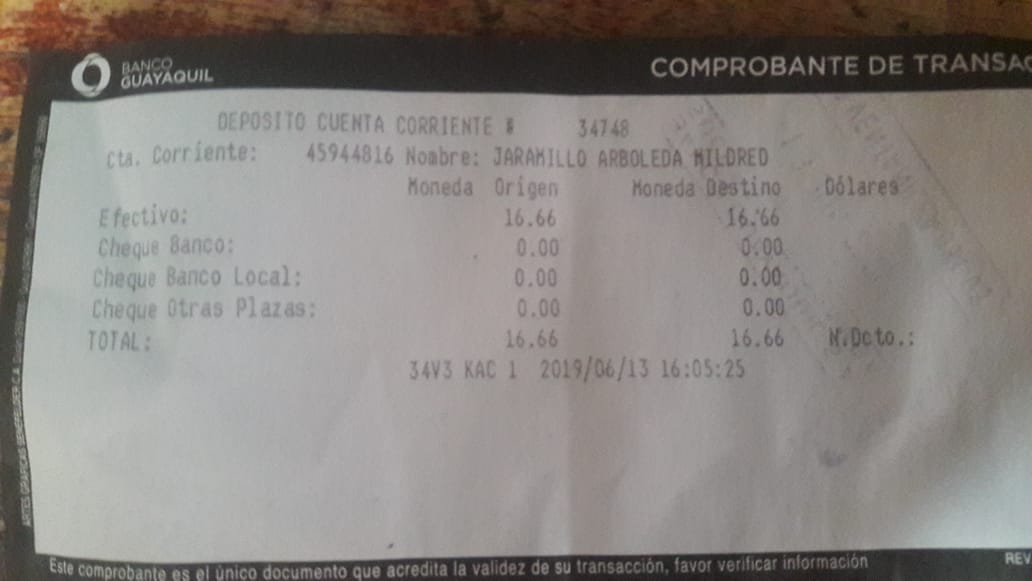 BANCO
GUAYAQUIL
COMPROBANTE DE TRANSAC
DEPOSITO CUENTA CORRIENTE # 34748
Cta. Corriente: 45944816 Nombre: JARAMILLO ARBOLEDA MILDRED
Moneda Origen Moneda Destino Dólares
Efectivo: 16.66 16.66
Cheque Banco: 0.00 0.00
Cheque Banco Local: 0.00 0.00
Cheque Otras Plazas: 0.00 0.00
TOTAL: 16.66 16.66 N.Dcto.:
34V3 KAC 1 2019/06/13 16:05:25
Este comprobante es el único documento que acredita la validez de su transacción, favor verificar información
REV